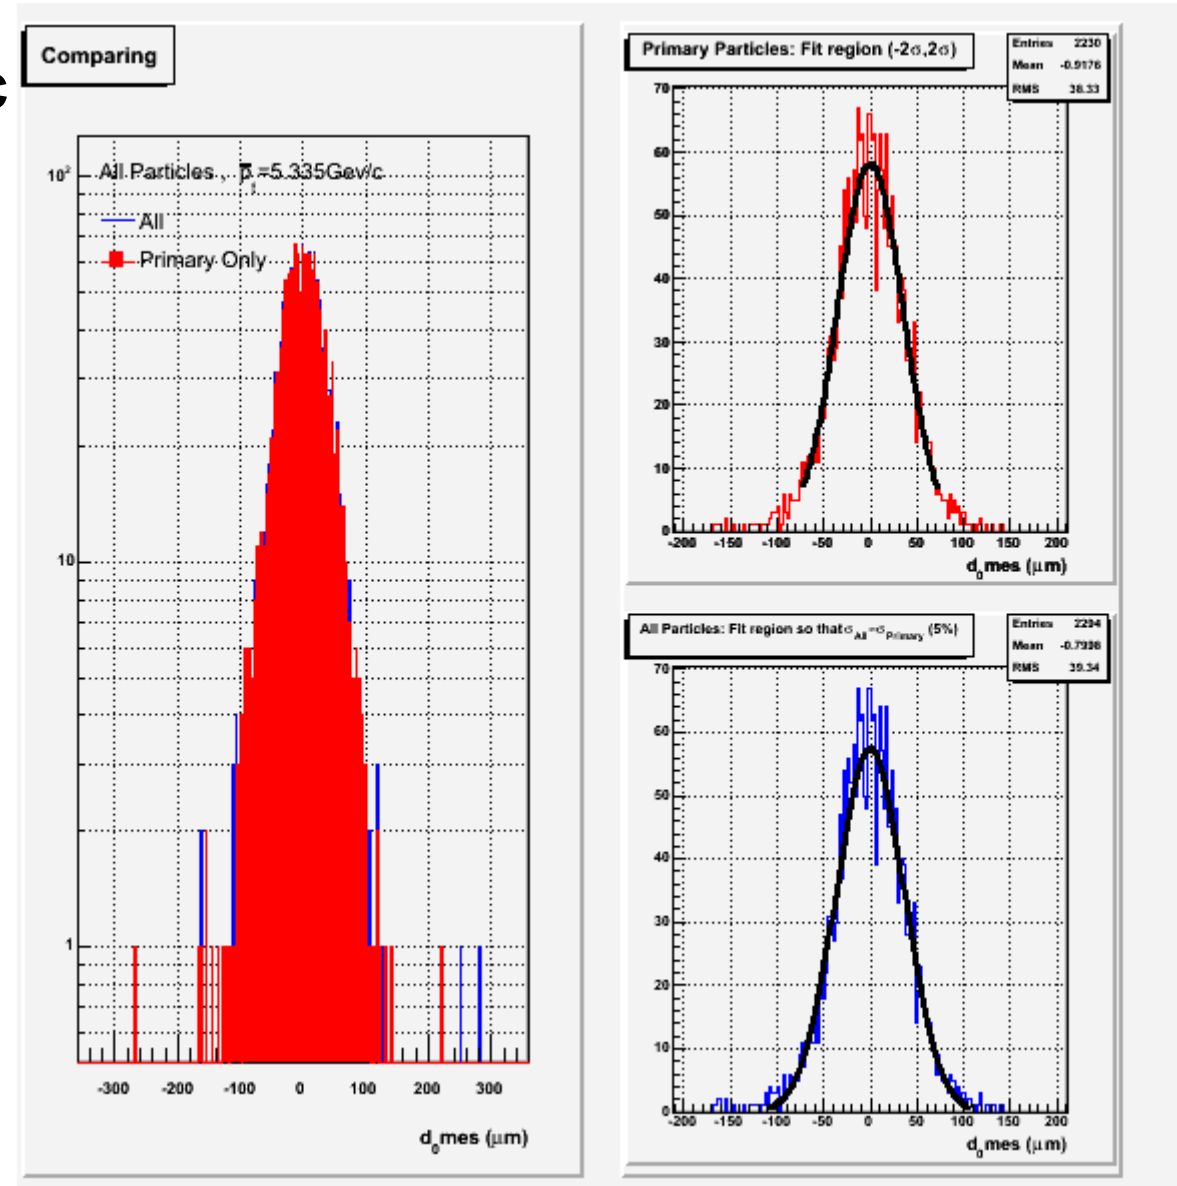 c
Comparing
All Particles , p̅t=5.335Gev/c
All
Primary Only
10²
10
1
-300 -200 -100 0 100 200 300
d0mes (μm)
Primary Particles: Fit region (-2σ,2σ)
Entries 2230
Mean -0.9176
RMS 38.33
70
60
50
40
30
20
10
0
-200 -150 -100 -50 0 50 100 150 200
d0mes (μm)
All Particles: Fit region so that σAll=σPrimary (5%)
Entries 2294
Mean -0.7998
RMS 39.34
70
60
50
40
30
20
10
0
-200 -150 -100 -50 0 50 100 150 200
d0mes (μm)